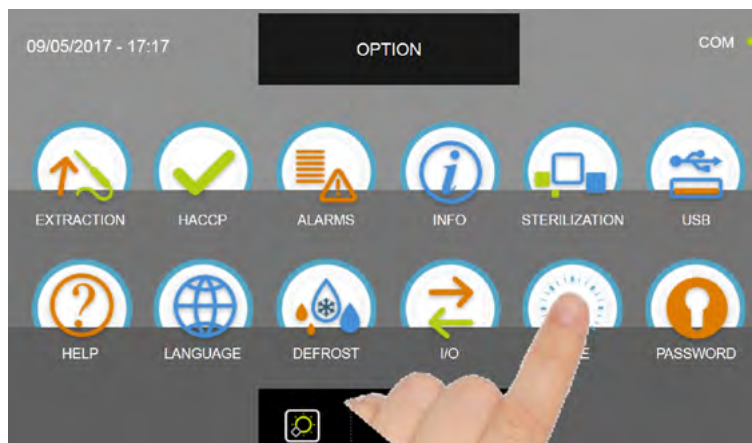 09/05/2017 - 17:17
OPTION
COM
EXTRACTION
HACCP
ALARMS
INFO
STERILIZATION
USB
HELP
LANGUAGE
DEFROST
I/O
PASSWORD